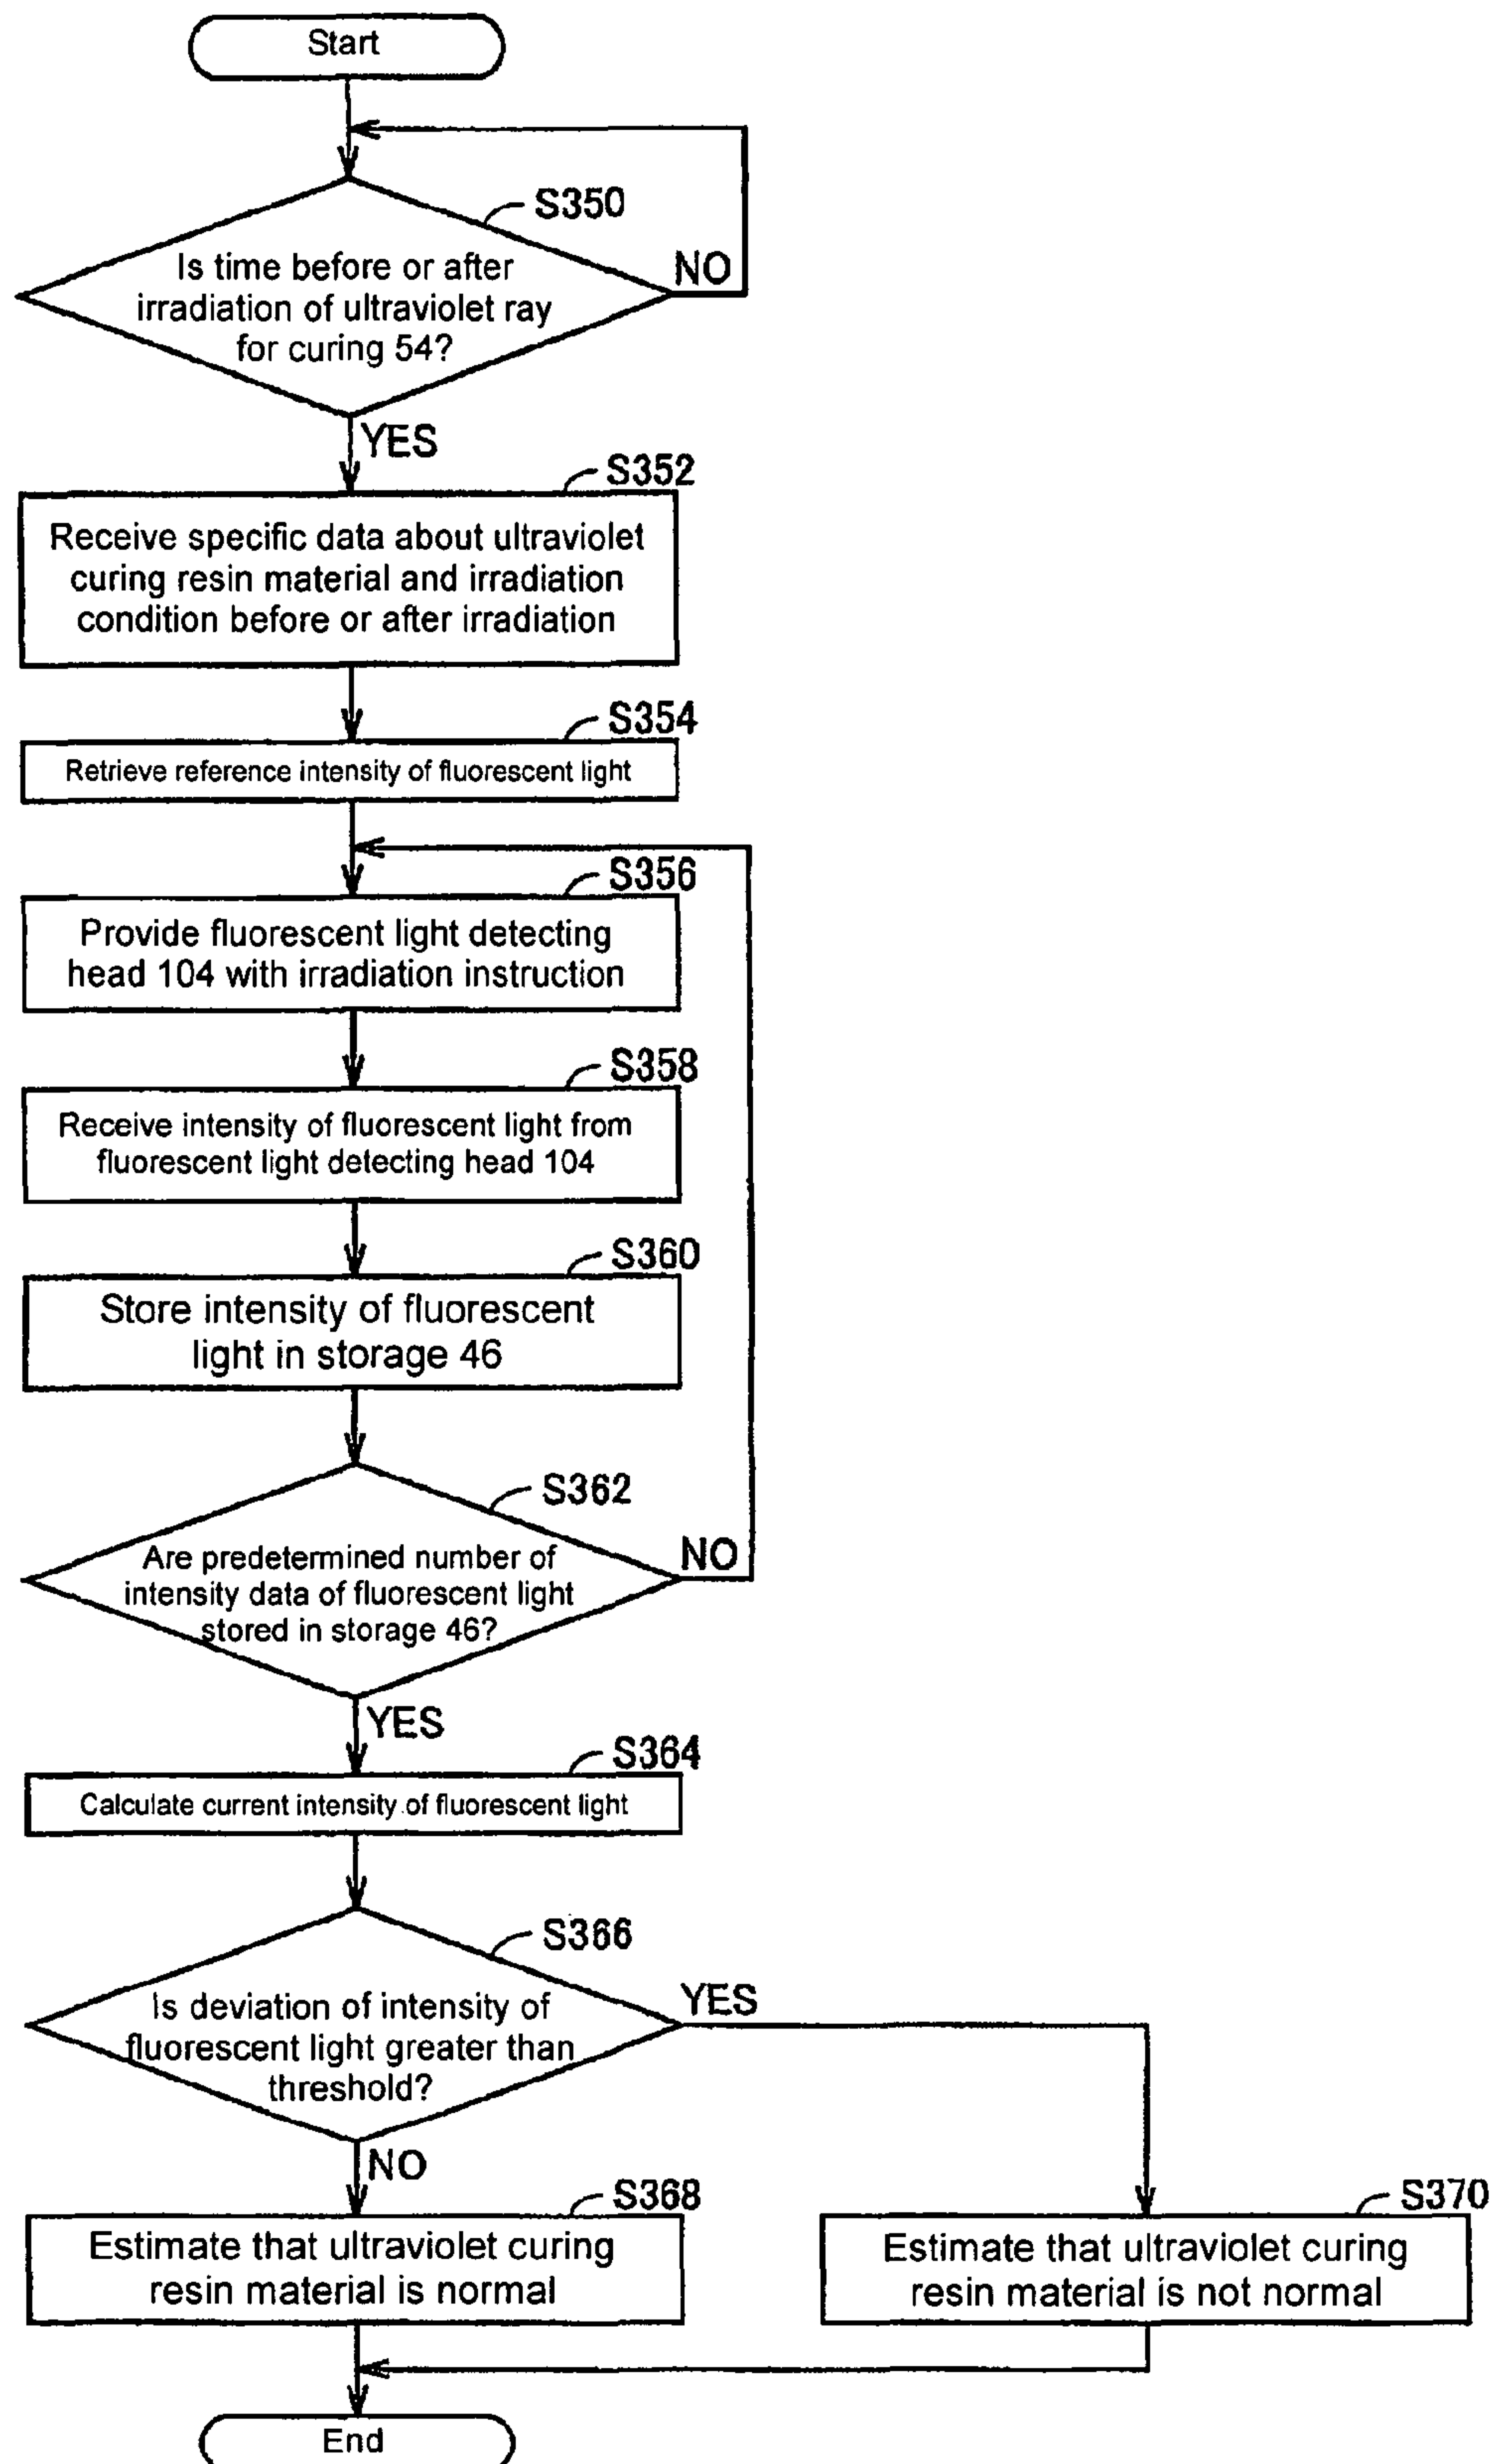 Start
S350
Is time before or after
irradiation of ultraviolet ray
for curing 54?
NO
YES
S352
Receive specific data about ultraviolet
curing resin material and irradiation
condition before or after irradiation
S354
Retrieve reference intensity of fluorescent light
S356
Provide fluorescent light detecting
head 104 with irradiation instruction
S358
Receive intensity of fluorescent light from
fluorescent light detecting head 104
S360
Store intensity of fluorescent
light in storage 46
S362
Are predetermined number of
intensity data of fluorescent light
stored in storage 46?
NO
YES
S364
Calculate current intensity of fluorescent light
S366
Is deviation of intensity of
fluorescent light greater than
threshold?
YES
NO
S368
Estimate that ultraviolet curing
resin material is normal
S370
Estimate that ultraviolet curing
resin material is not normal
End